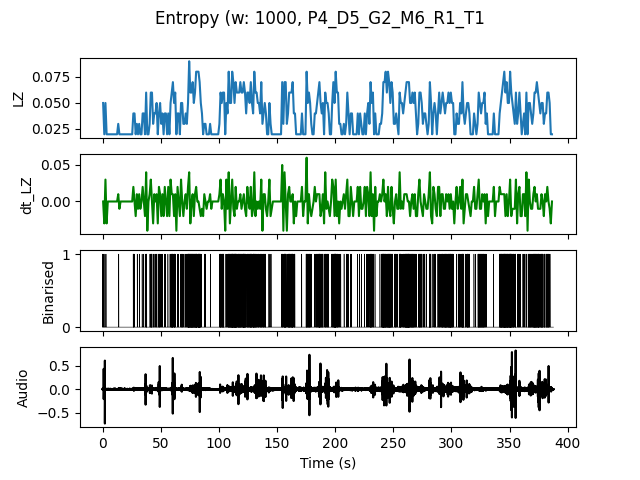 Entropy (w: 1000, P4_D5_G2_M6_R1_T1
LZ
0.075
0.050
0.025
dt_LZ
0.05
0.00
Binarised
1
0
Audio
0.5
0.0
−0.5
0 50 100 150 200 250 300 350 400
Time (s)